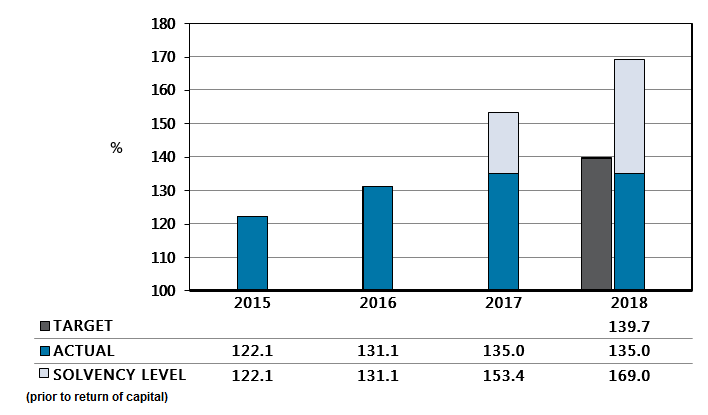 180
170
160
150
%
140
130
120
110
100
2015 2016 2017 2018
TARGET 139.7
ACTUAL 122.1 131.1 135.0 135.0
SOLVENCY LEVEL 122.1 131.1 153.4 169.0
(prior to return of capital)